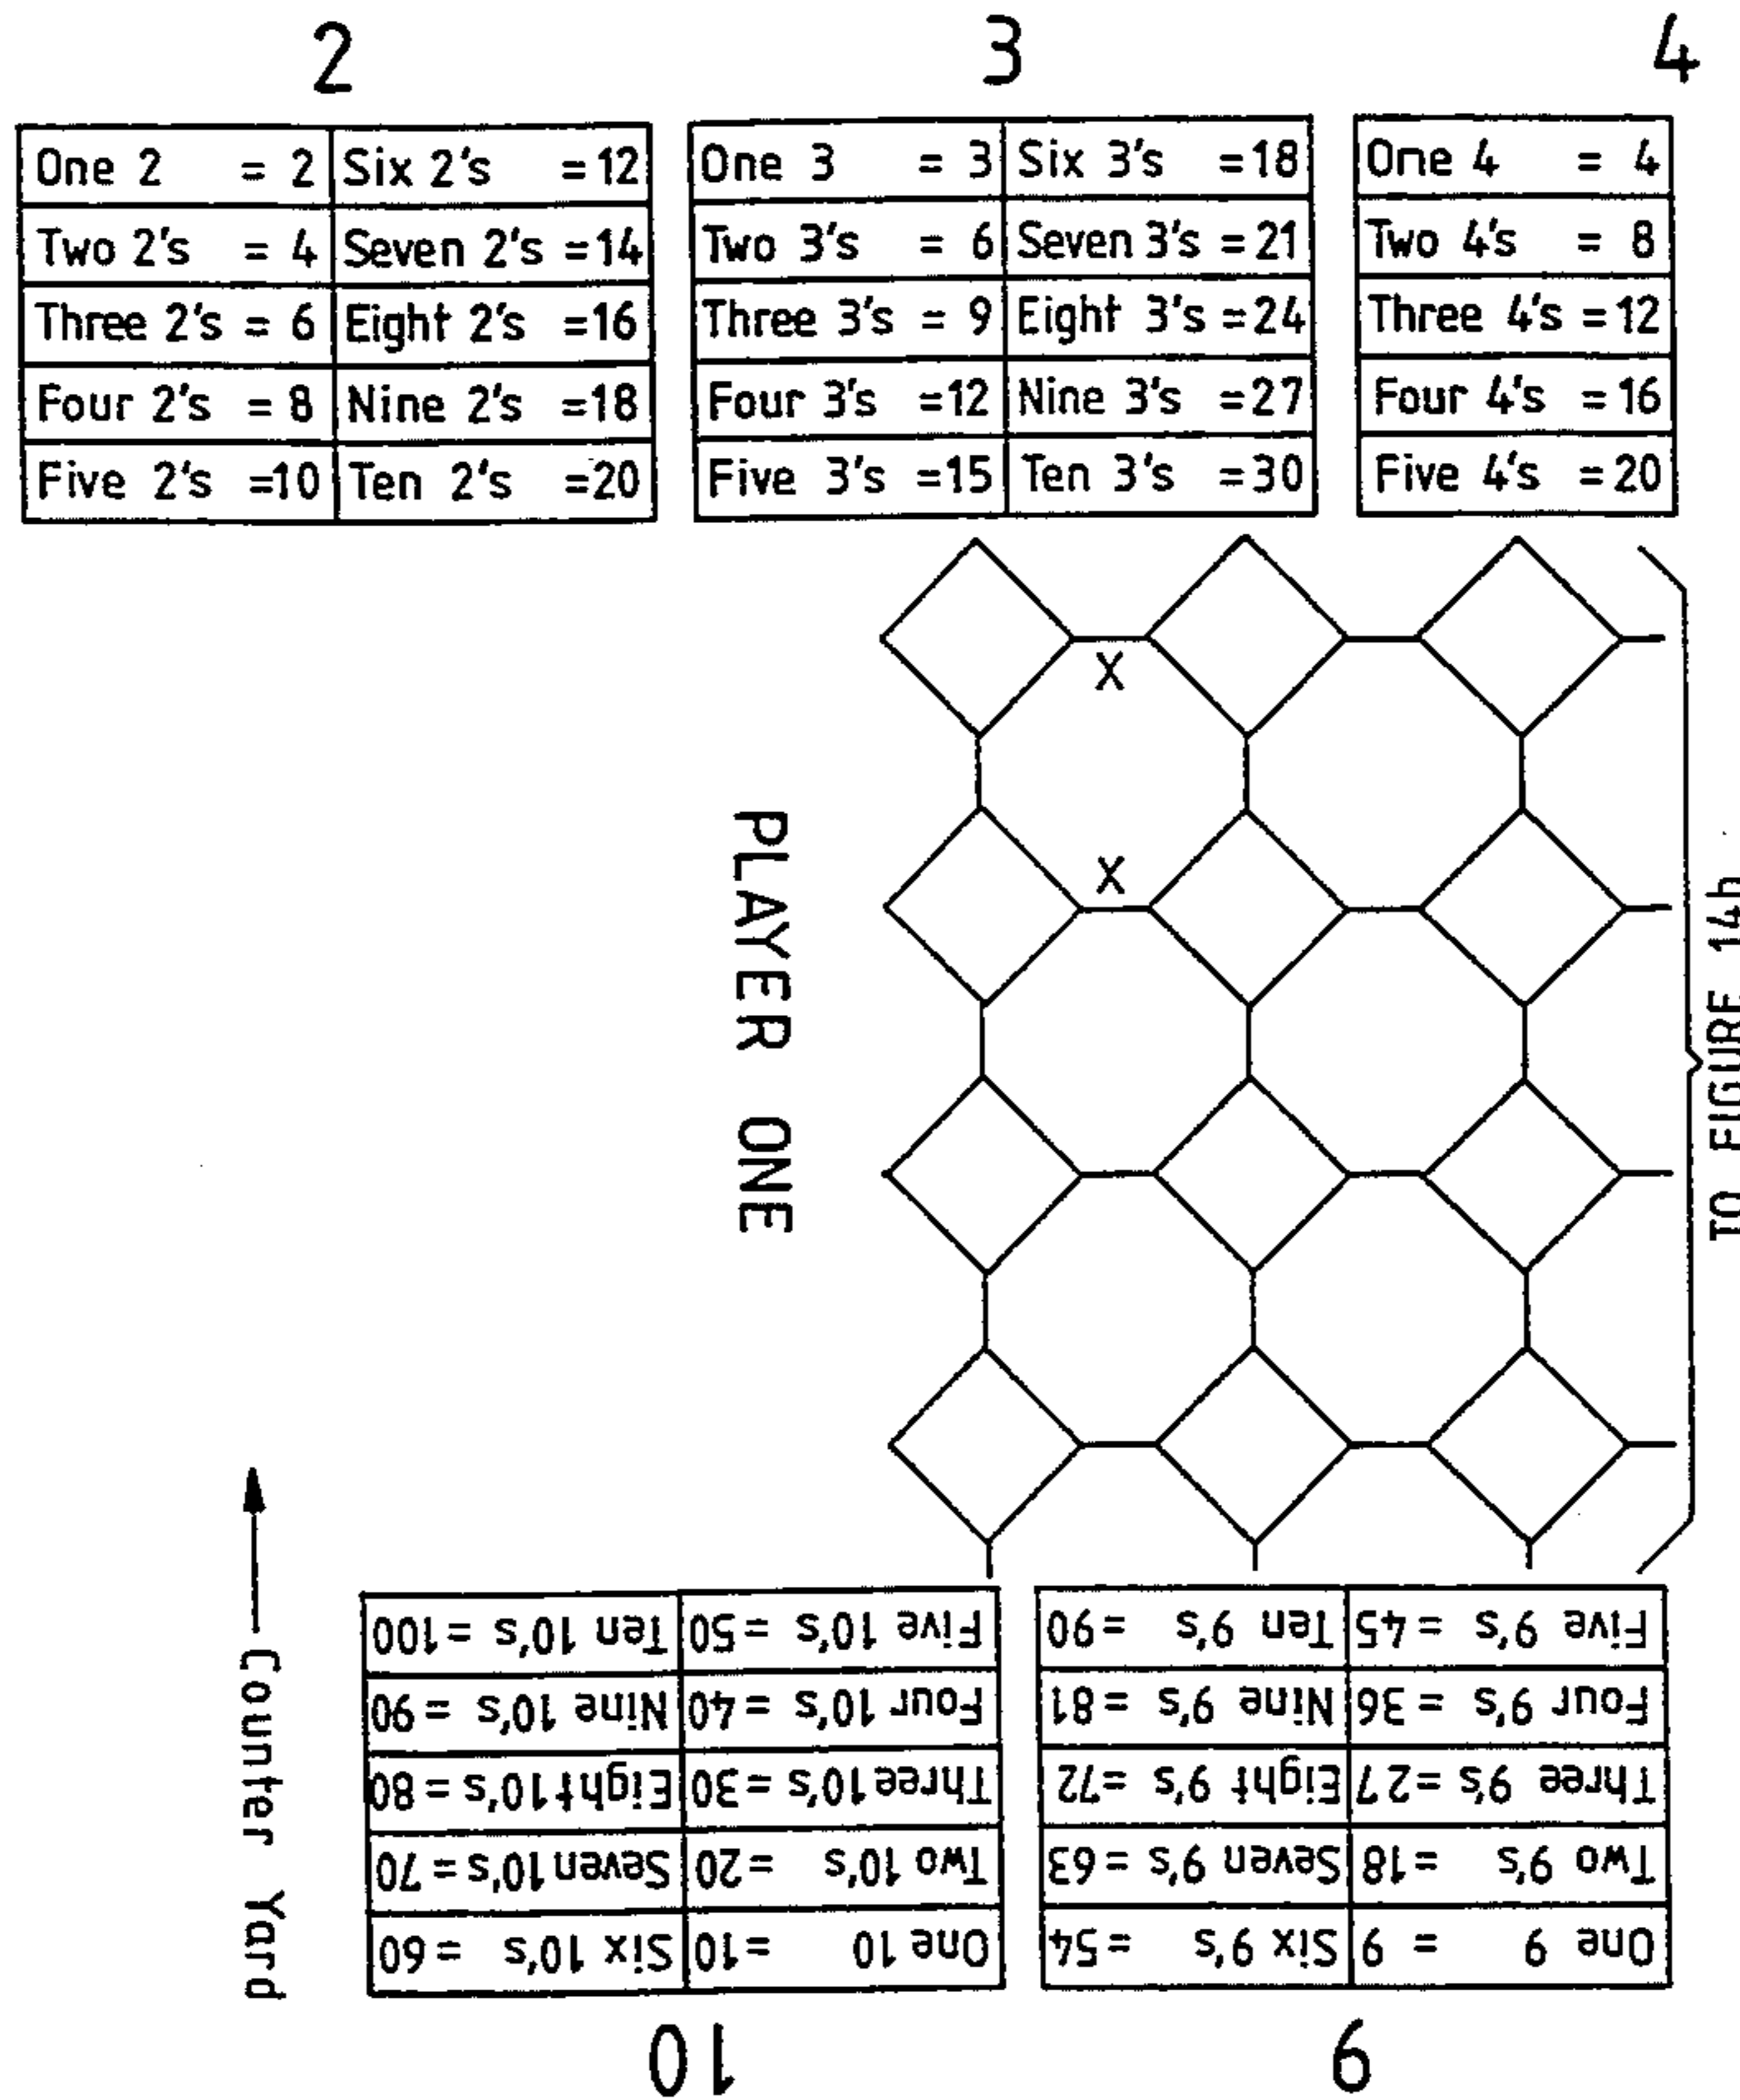 2
One 2 = 2 Six 2's =12
Two 2's = 4 Seven 2's =14
Three 2's = 6 Eight 2's =16
Four 2's = 8 Nine 2's =18
Five 2's =10 Ten 2's =20
3
One 3 = 3 Six 3's =18
Two 3's = 6 Seven 3's =21
Three 3's = 9 Eight 3's =24
Four 3's =12 Nine 3's =27
Five 3's =15 Ten 3's =30
4
One 4 = 4
Two 4's = 8
Three 4's =12
Four 4's =16
Five 4's =20
X
X
PLAYER ONE
TO FIGURE 14b
Counter Yard
9
One 9 = 9 Six 9's =54
Two 9's =18 Seven 9's =63
Three 9's =27 Eight 9's =72
Four 9's =36 Nine 9's =81
Five 9's =45 Ten 9's =90
10
One 10 =10 Six 10's =60
Two 10's =20 Seven 10's =70
Three 10's =30 Eight 10's =80
Four 10's =40 Nine 10's =90
Five 10's =50 Ten 10's =100